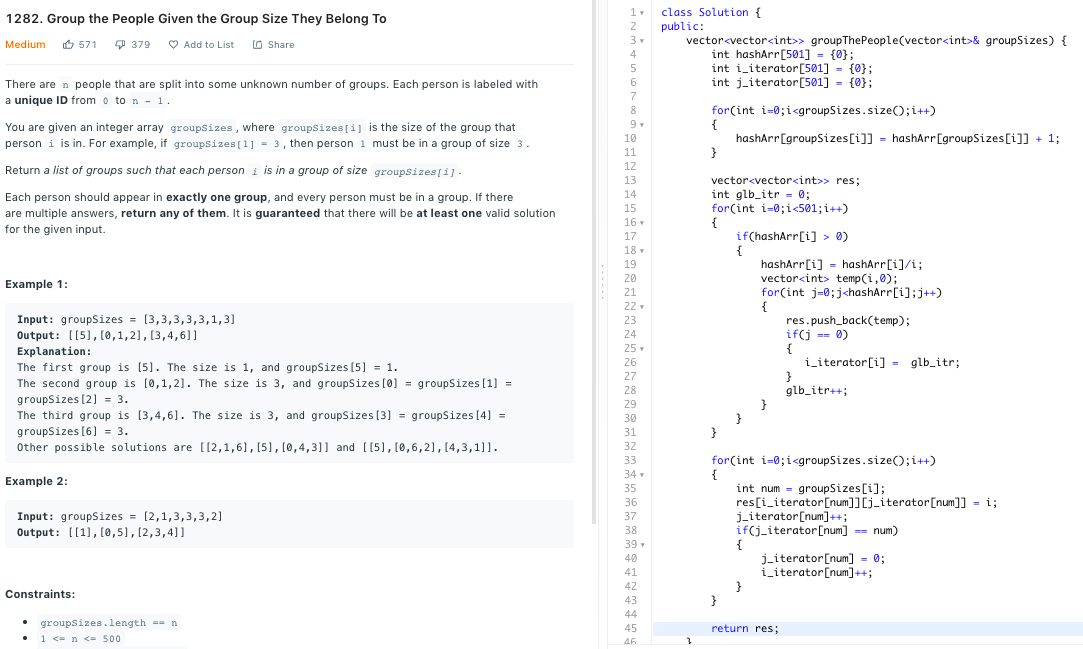 1282. Group the People Given the Group Size They Belong To
Medium 571 379 Add to List Share
There are n people that are split into some unknown number of groups. Each person is labeled with
a unique ID from 0 to n - 1.
You are given an integer array groupSizes, where groupSizes[i] is the size of the group that
person i is in. For example, if groupSizes[1] = 3, then person 1 must be in a group of size 3.
Return a list of groups such that each person i is in a group of size groupSizes[i].
Each person should appear in exactly one group, and every person must be in a group. If there
are multiple answers, return any of them. It is guaranteed that there will be at least one valid solution
for the given input.
Example 1:
Input: groupSizes = [3,3,3,3,3,1,3]
Output: [[5],[0,1,2],[3,4,6]]
Explanation:
The first group is [5]. The size is 1, and groupSizes[5] = 1.
The second group is [0,1,2]. The size is 3, and groupSizes[0] = groupSizes[1] =
groupSizes[2] = 3.
The third group is [3,4,6]. The size is 3, and groupSizes[3] = groupSizes[4] =
groupSizes[6] = 3.
Other possible solutions are [[2,1,6],[5],[0,4,3]] and [[5],[0,6,2],[4,3,1]].
Example 2:
Input: groupSizes = [2,1,3,3,3,2]
Output: [[1],[0,5],[2,3,4]]
Constraints:
• groupSizes.length == n
• 1 <= n <= 500
1 class Solution {
2 public:
3 vector<vector<int>> groupThePeople(vector<int>& groupSizes) {
4 int hashArr[501] = {0};
5 int i_iterator[501] = {0};
6 int j_iterator[501] = {0};
7
8 for(int i=0;i<groupSizes.size();i++)
9 {
10 hashArr[groupSizes[i]] = hashArr[groupSizes[i]] + 1;
11 }
12
13 vector<vector<int>> res;
14 int glb_itr = 0;
15 for(int i=0;i<501;i++)
16 {
17 if(hashArr[i] > 0)
18 {
19 hashArr[i] = hashArr[i]/i;
20 vector<int> temp(i,0);
21 for(int j=0;j<hashArr[i];j++)
22 {
23 res.push_back(temp);
24 if(j == 0)
25 {
26 i_iterator[i] = glb_itr;
27 }
28 glb_itr++;
29 }
30 }
31 }
32
33 for(int i=0;i<groupSizes.size();i++)
34 {
35 int num = groupSizes[i];
36 res[i_iterator[num]][j_iterator[num]] = i;
37 j_iterator[num]++;
38 if(j_iterator[num] == num)
39 {
40 j_iterator[num] = 0;
41 i_iterator[num]++;
42 }
43 }
44
45 return res;
46 }